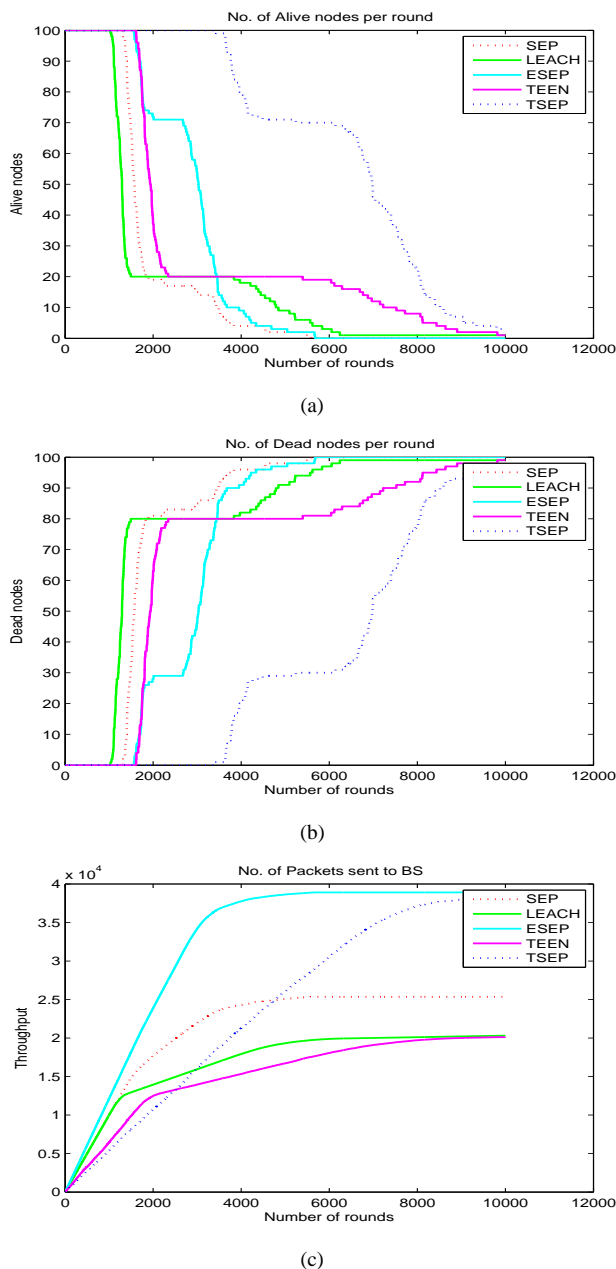 No. of Alive nodes per round
100
90
80
70
60
50
40
30
20
10
0
Alive nodes
0 2000 4000 6000 8000 10000 12000
Number of rounds
SEP
LEACH
ESEP
TEEN
TSEP
(a)
No. of Dead nodes per round
100
90
80
70
60
50
40
30
20
10
0
Dead nodes
0 2000 4000 6000 8000 10000 12000
Number of rounds
SEP
LEACH
ESEP
TEEN
TSEP
(b)
x 10^4
No. of Packets sent to BS
4
3.5
3
2.5
2
1.5
1
0.5
0
Throughput
0 2000 4000 6000 8000 10000 12000
Number of rounds
SEP
LEACH
ESEP
TEEN
TSEP
(c)